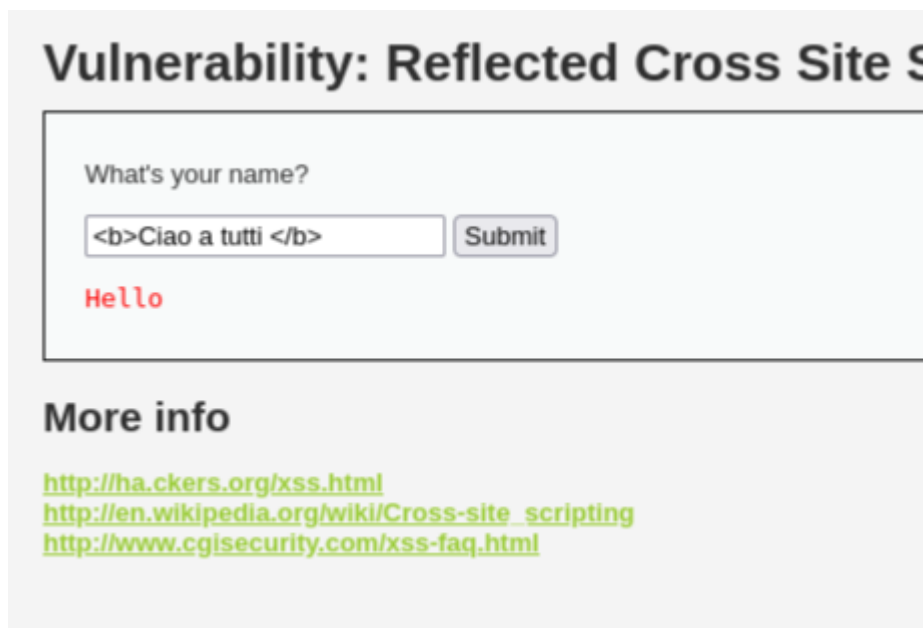 Vulnerability: Reflected Cross Site
What's your name?
<b>Ciao a tutti </b>
Submit
Hello
More info
http://ha.ckers.org/xss.html
http://en.wikipedia.org/wiki/Cross-site_scripting
http://www.cgisecurity.com/xss-faq.html